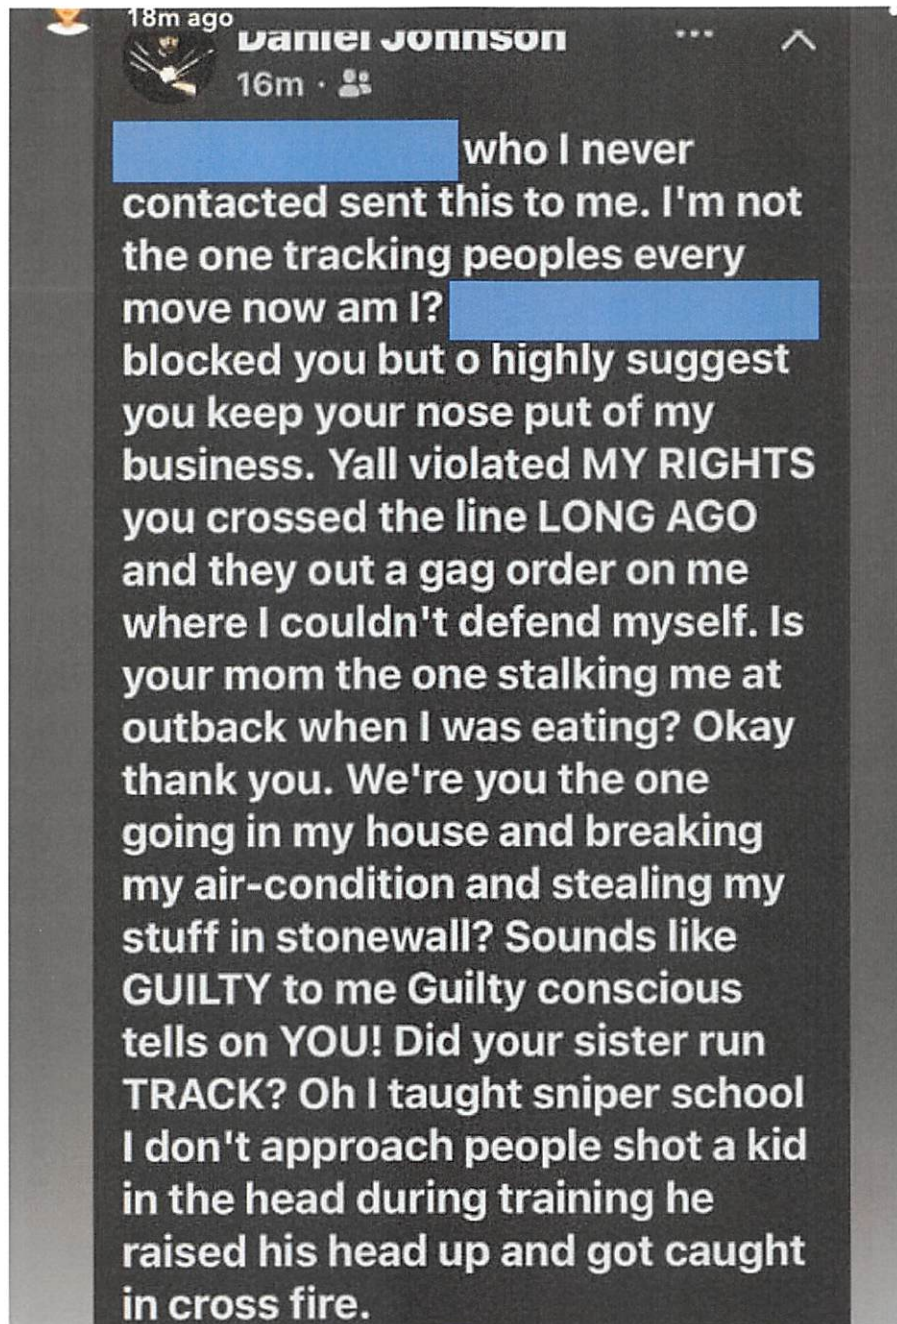 18m ago
Daniel Johnson
16m ·
who I never
contacted sent this to me. I'm not
the one tracking peoples every
move now am I?
blocked you but o highly suggest
you keep your nose put of my
business. Yall violated MY RIGHTS
you crossed the line LONG AGO
and they out a gag order on me
where I couldn't defend myself. Is
your mom the one stalking me at
outback when I was eating? Okay
thank you. We're you the one
going in my house and breaking
my air-condition and stealing my
stuff in stonewall? Sounds like
GUILTY to me Guilty conscious
tells on YOU! Did your sister run
TRACK? Oh I taught sniper school
I don't approach people shot a kid
in the head during training he
raised his head up and got caught
in cross fire.